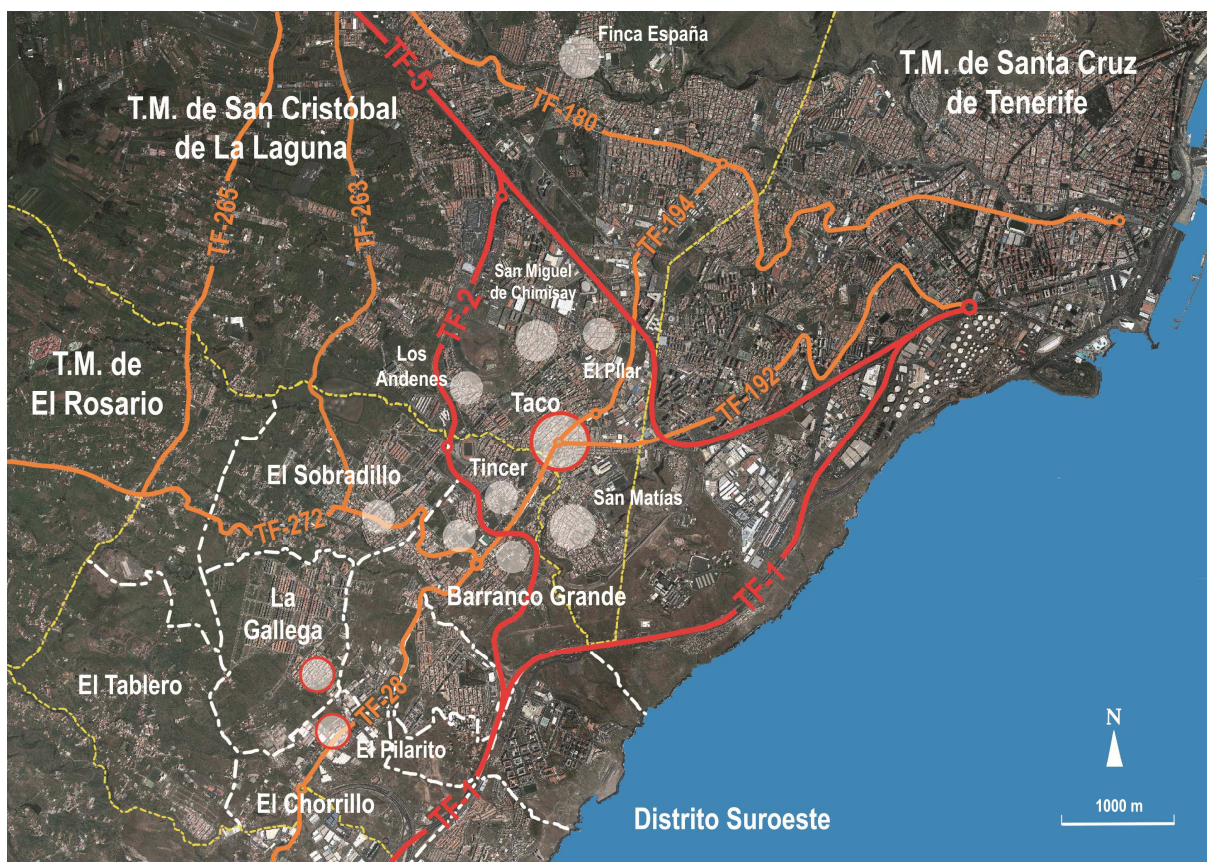 Finca España
T.M. de Santa Cruz
de Tenerife
TF-5
T.M. de San Cristóbal
de La Laguna
TF-180
TF-265
TF-263
TF-194
San Miguel
de Chimisay
TF-2
T.M. de
El Rosario
Los
Andenes
El Pilar
TF-192
Taco
El Sobradillo
Tincer
San Matías
TF-272
La
Gallega
Barranco Grande
TF-1
El Tablero
TF-28
El Pilarito
N
El Chorrillo
TF-1
Distrito Suroeste
1000 m